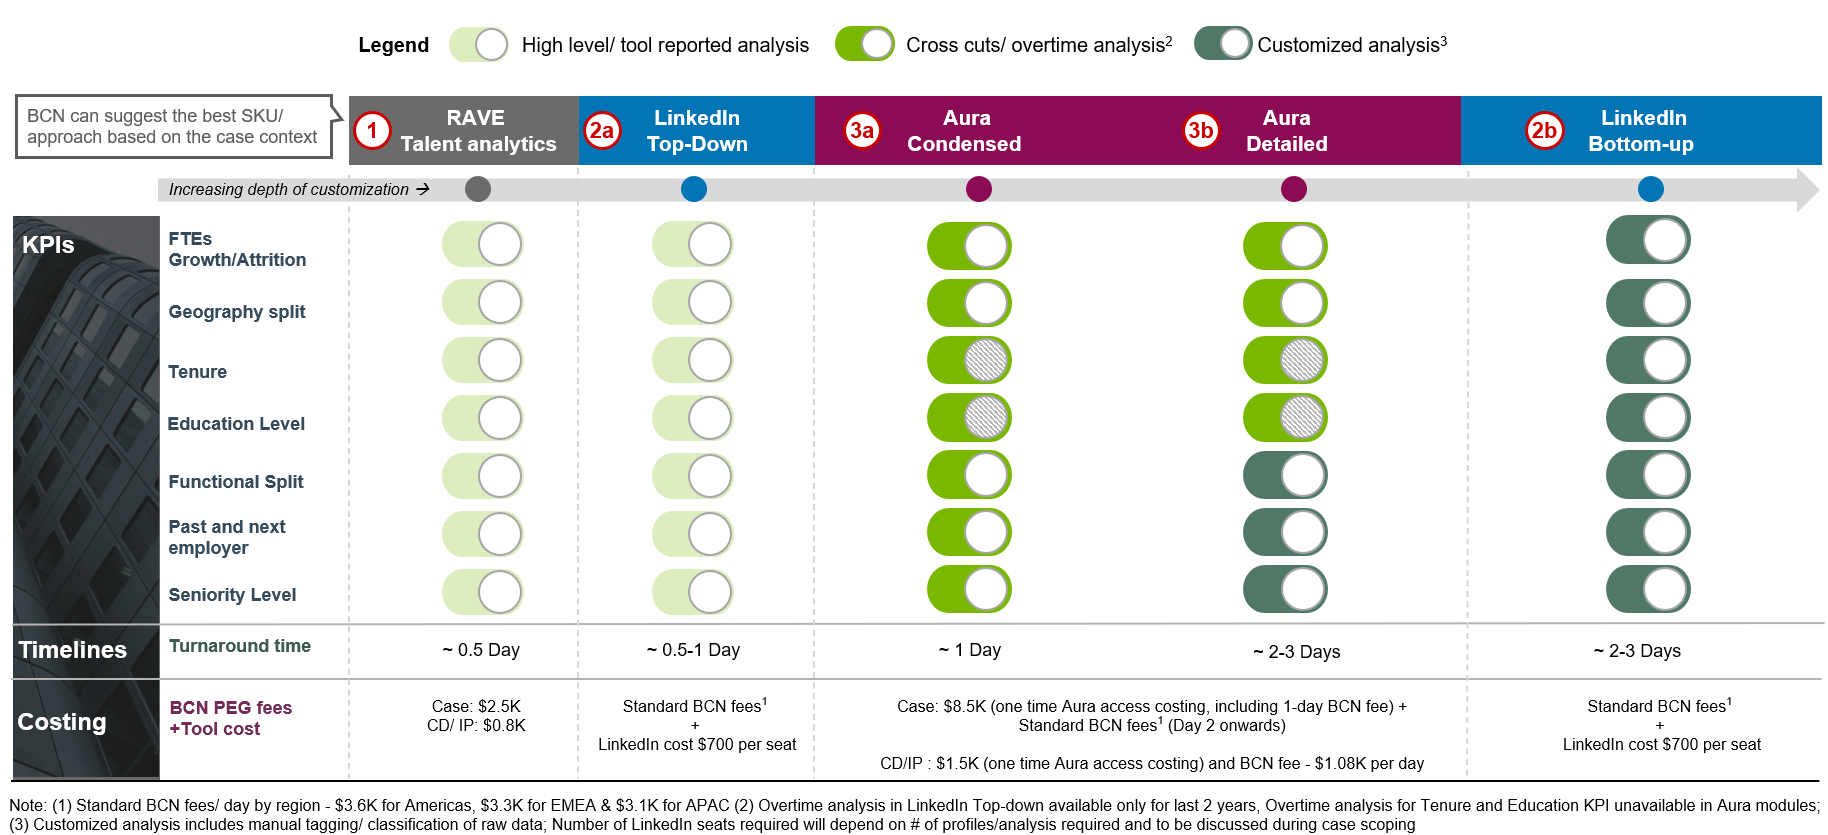 Legend High level/ tool reported analysis Cross cuts/ overtime analysis2 Customized analysis3
BCN can suggest the best SKU/
approach based on the case context
1 RAVE
Talent analytics
2a LinkedIn
Top-Down
3a Aura
Condensed
3b Aura
Detailed
2b LinkedIn
Bottom-up
Increasing depth of customization →
KPIs
FTEs
Growth/Attrition
Geography split
Tenure
Education Level
Functional Split
Past and next
employer
Seniority Level
Timelines
Turnaround time
~ 0.5 Day
~ 0.5-1 Day
~ 1 Day
~ 2-3 Days
~ 2-3 Days
Costing
BCN PEG fees
+Tool cost
Case: $2.5K
CD/ IP: $0.8K
Standard BCN fees1
+
LinkedIn cost $700 per seat
Case: $8.5K (one time Aura access costing, including 1-day BCN fee) +
Standard BCN fees1 (Day 2 onwards)
CD/IP : $1.5K (one time Aura access costing) and BCN fee - $1.08K per day
Standard BCN fees1
+
LinkedIn cost $700 per seat
Note: (1) Standard BCN fees/ day by region - $3.6K for Americas, $3.3K for EMEA & $3.1K for APAC (2) Overtime analysis in LinkedIn Top-down available only for last 2 years, Overtime analysis for Tenure and Education KPI unavailable in Aura modules;
(3) Customized analysis includes manual tagging/ classification of raw data; Number of LinkedIn seats required will depend on # of profiles/analysis required and to be discussed during case scoping